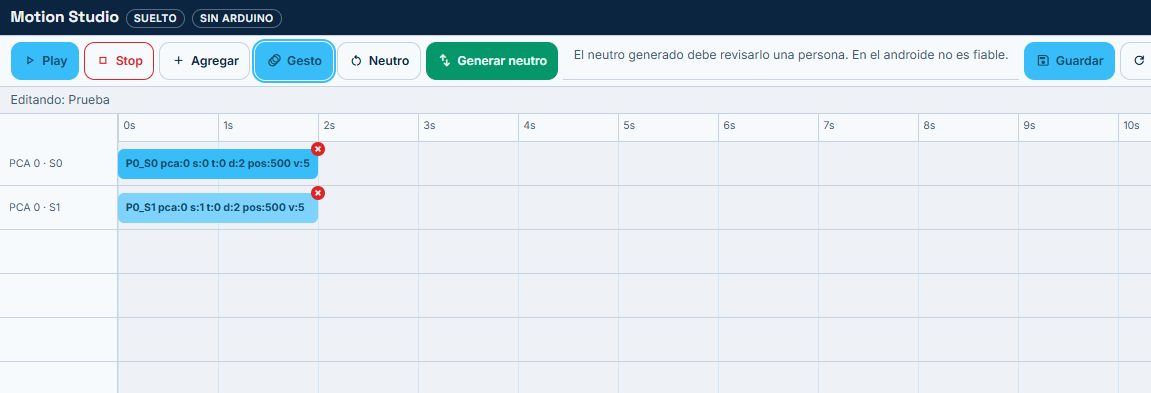 Motion Studio SUELTO SIN ARDUINO
Play Stop Agregar Gesto Neutro Generar neutro El neutro generado debe revisarlo una persona. En el androide no es fiable. Guardar
Editando: Prueba
0s 1s 2s 3s 4s 5s 6s 7s 8s 9s 10s
PCA 0 · S0 P0_S0 pca:0 s:0 t:0 d:2 pos:500 v:5
PCA 0 · S1 P0_S1 pca:0 s:1 t:0 d:2 pos:500 v:5